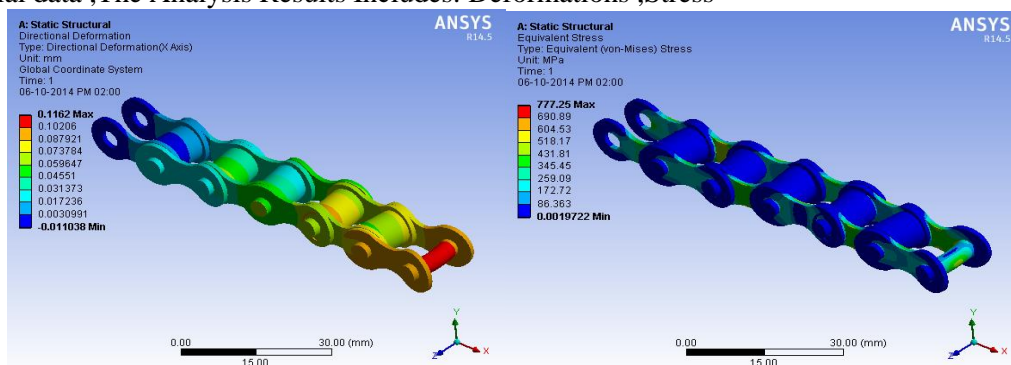 nal data ,The Analysis Results Includes: Deformations ,Stress
A: Static Structural
Directional Deformation
Type: Directional Deformation(X Axis)
Unit: mm
Global Coordinate System
Time: 1
06-10-2014 PM 02:00
ANSYS
R14.5
0.1162 Max
0.10206
0.087921
0.073784
0.059647
0.04551
0.031373
0.017236
0.0030991
-0.011038 Min
0.00
30.00 (mm)
15.00
Y
Z
X
A: Static Structural
Equivalent Stress
Type: Equivalent (von-Mises) Stress
Unit: MPa
Time: 1
06-10-2014 PM 02:00
ANSYS
R14.5
777.25 Max
690.89
604.53
518.17
431.81
345.45
259.09
172.72
86.363
0.0019722 Min
0.00
30.00 (mm)
15.00
Y
Z
X